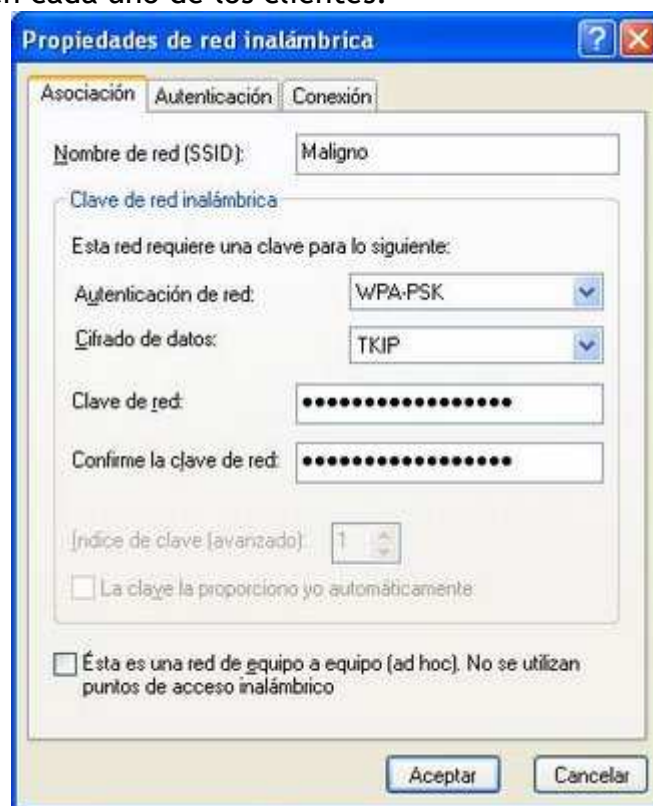 en cada uno de los clientes.
Propiedades de red inalámbrica
Asociación Autenticación Conexión
Nombre de red (SSID): Maligno
Clave de red inalámbrica
Esta red requiere una clave para lo siguiente:
Autenticación de red: WPA-PSK
Cifrado de datos: TKIP
Clave de red: •••••••••••••••••
Confirme la clave de red: •••••••••••••••••
Índice de clave (avanzado): 1
La clave la proporciono yo automáticamente
Ésta es una red de equipo a equipo (ad hoc). No se utilizan
puntos de acceso inalámbrico
Aceptar Cancelar